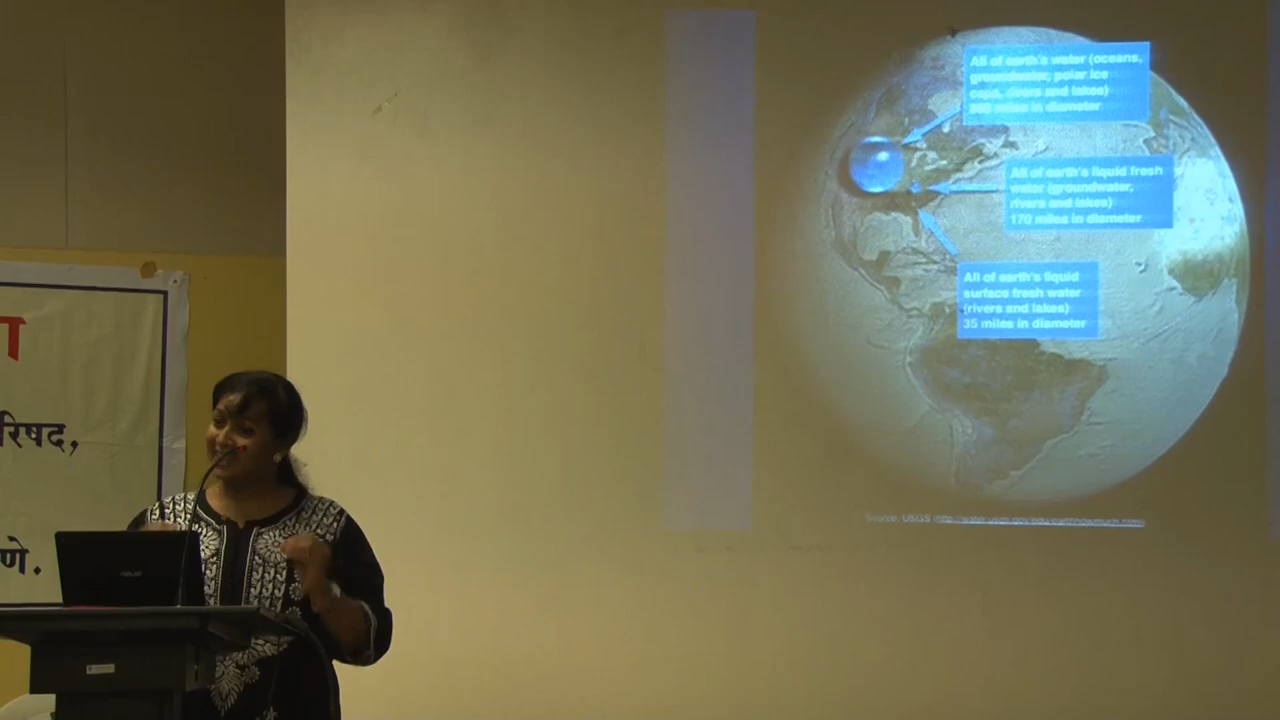 All of earth's water (oceans,
groundwater, polar ice
caps, rivers and lakes)
860 miles in diameter
All of earth's liquid fresh
water (groundwater,
rivers and lakes)
170 miles in diameter
All of earth's liquid
surface fresh water
(rivers and lakes)
35 miles in diameter
Source: USGS
रिषद,
णे.
ASUS